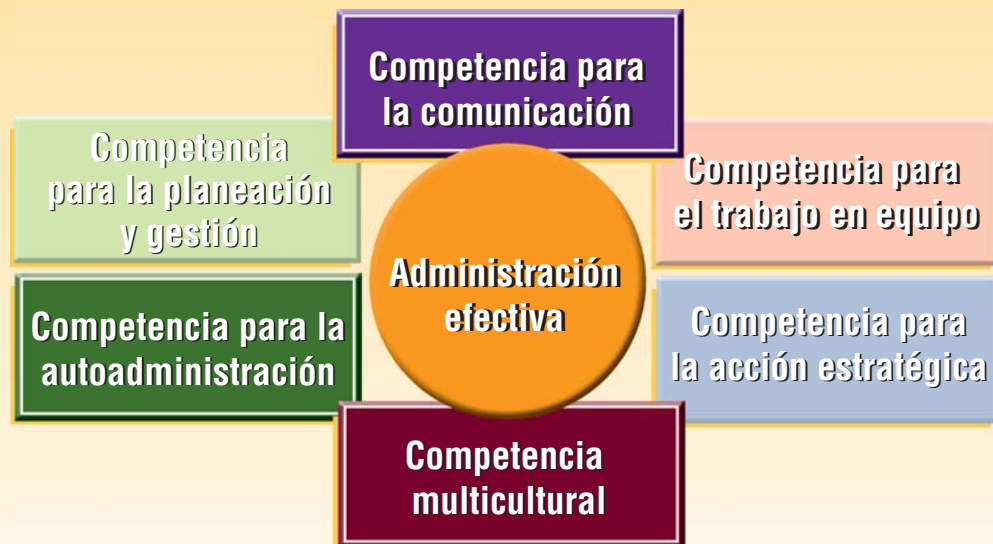 Competencia para
la comunicación
Competencia
para la planeación
y gestión
Competencia para
el trabajo en equipo
Administración
efectiva
Competencia para la
autoadministración
Competencia para
la acción estratégica
Competencia
multicultural